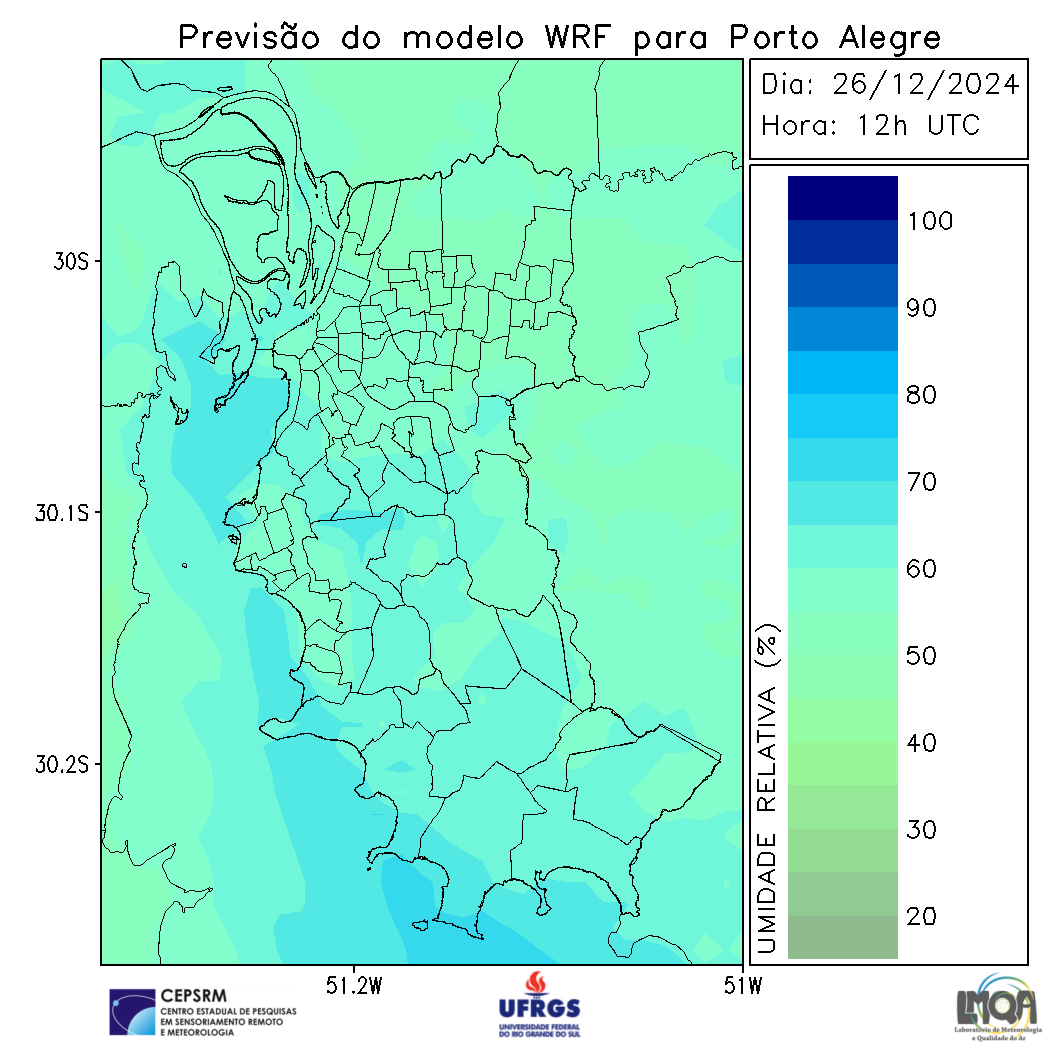 Previsão do modelo WRF para Porto Alegre
Dia: 26/12/2024
Hora: 12h UTC
30S
30.1S
30.2S
51.2W
51W
100
90
80
70
60
50
40
30
20
UMIDADE RELATIVA (%)
CEPSRM
CENTRO ESTADUAL DE PESQUISAS
EM SENSORIAMENTO REMOTO
E METEOROLOGIA
UFRGS
UNIVERSIDADE FEDERAL
DO RIO GRANDE DO SUL
LMQA
Laboratório de Meteorologia
e Qualidade do Ar